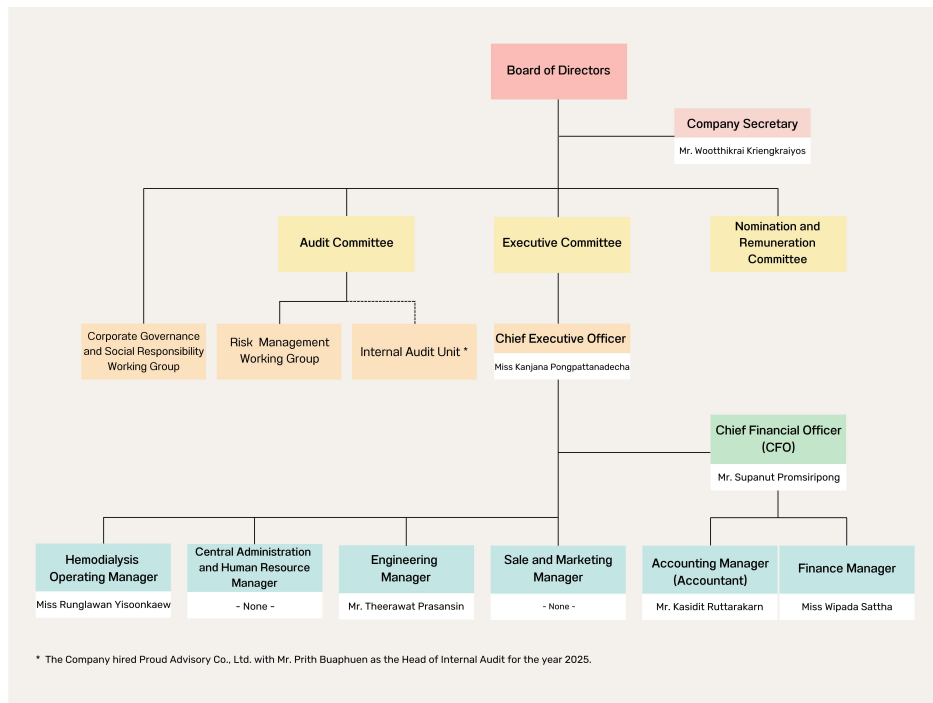 Board of Directors
Company Secretary
Mr. Wootthikrai Kriengkraiyos
Audit Committee
Executive Committee
Nomination and
Remuneration
Committee
Corporate Governance
and Social Responsibility
Working Group
Risk Management
Working Group
Internal Audit Unit *
Chief Executive Officer
Miss Kanjana Pongpattanadecha
Chief Financial Officer
(CFO)
Mr. Supanut Promsiripong
Hemodialysis
Operating Manager
Miss Runglawan Yisoonkaew
Central Administration
and Human Resource
Manager
- None -
Engineering
Manager
Mr. Theerawat Prasansin
Sale and Marketing
Manager
- None -
Accounting Manager
(Accountant)
Mr. Kasidit Ruttarakarn
Finance Manager
Miss Wipada Sattha
* The Company hired Proud Advisory Co., Ltd. with Mr. Prith Buaphuen as the Head of Internal Audit for the year 2025.